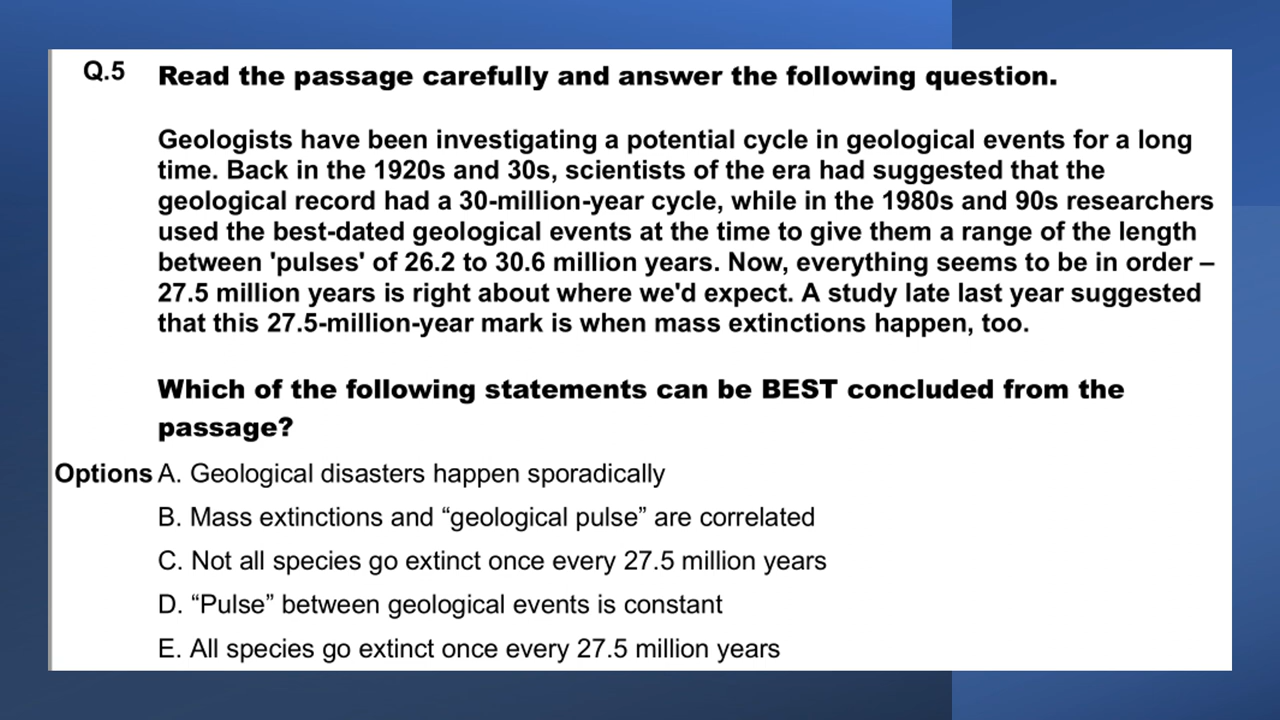 Q.5 Read the passage carefully and answer the following question.
Geologists have been investigating a potential cycle in geological events for a long
time. Back in the 1920s and 30s, scientists of the era had suggested that the
geological record had a 30-million-year cycle, while in the 1980s and 90s researchers
used the best-dated geological events at the time to give them a range of the length
between 'pulses' of 26.2 to 30.6 million years. Now, everything seems to be in order –
27.5 million years is right about where we'd expect. A study late last year suggested
that this 27.5-million-year mark is when mass extinctions happen, too.
Which of the following statements can be BEST concluded from the
passage?
Options A. Geological disasters happen sporadically
B. Mass extinctions and “geological pulse” are correlated
C. Not all species go extinct once every 27.5 million years
D. “Pulse” between geological events is constant
E. All species go extinct once every 27.5 million years